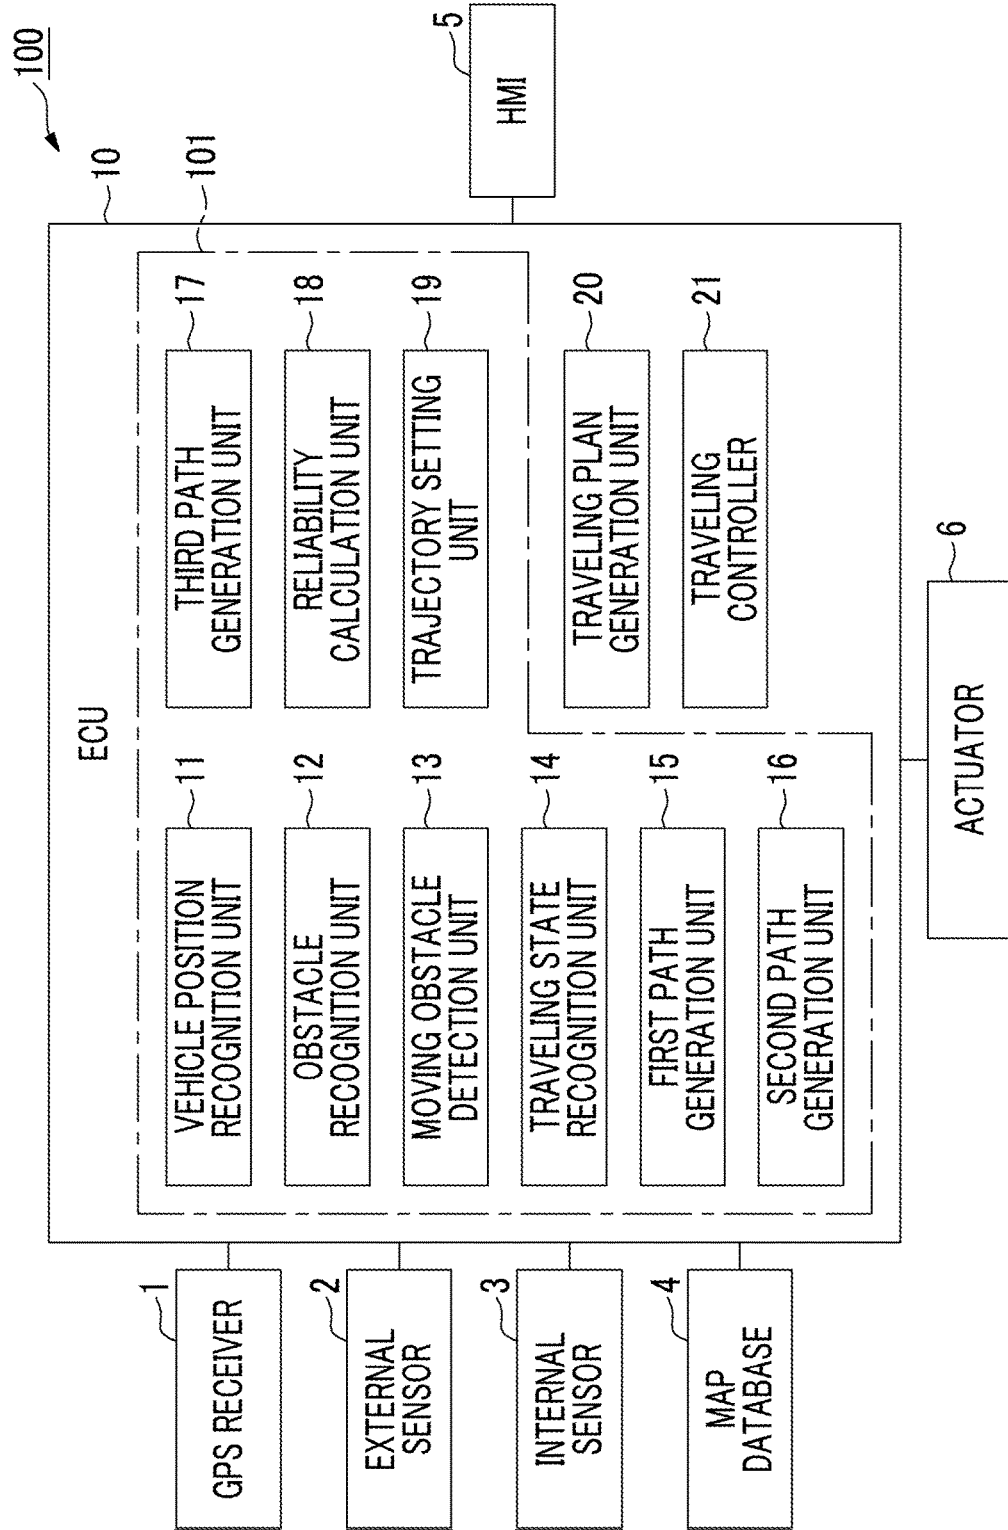 100
10
101
ECU
1
GPS RECEIVER
2
EXTERNAL
SENSOR
3
INTERNAL
SENSOR
4
MAP
DATABASE
11
VEHICLE POSITION
RECOGNITION UNIT
12
OBSTACLE
RECOGNITION UNIT
13
MOVING OBSTACLE
DETECTION UNIT
14
TRAVELING STATE
RECOGNITION UNIT
15
FIRST PATH
GENERATION UNIT
16
SECOND PATH
GENERATION UNIT
17
THIRD PATH
GENERATION UNIT
18
RELIABILITY
CALCULATION UNIT
19
TRAJECTORY SETTING
UNIT
20
TRAVELING PLAN
GENERATION UNIT
21
TRAVELING
CONTROLLER
5
HMI
6
ACTUATOR